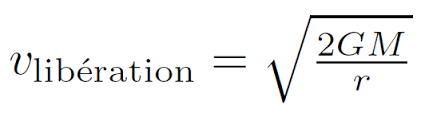 v_libération = √(2GM/r)